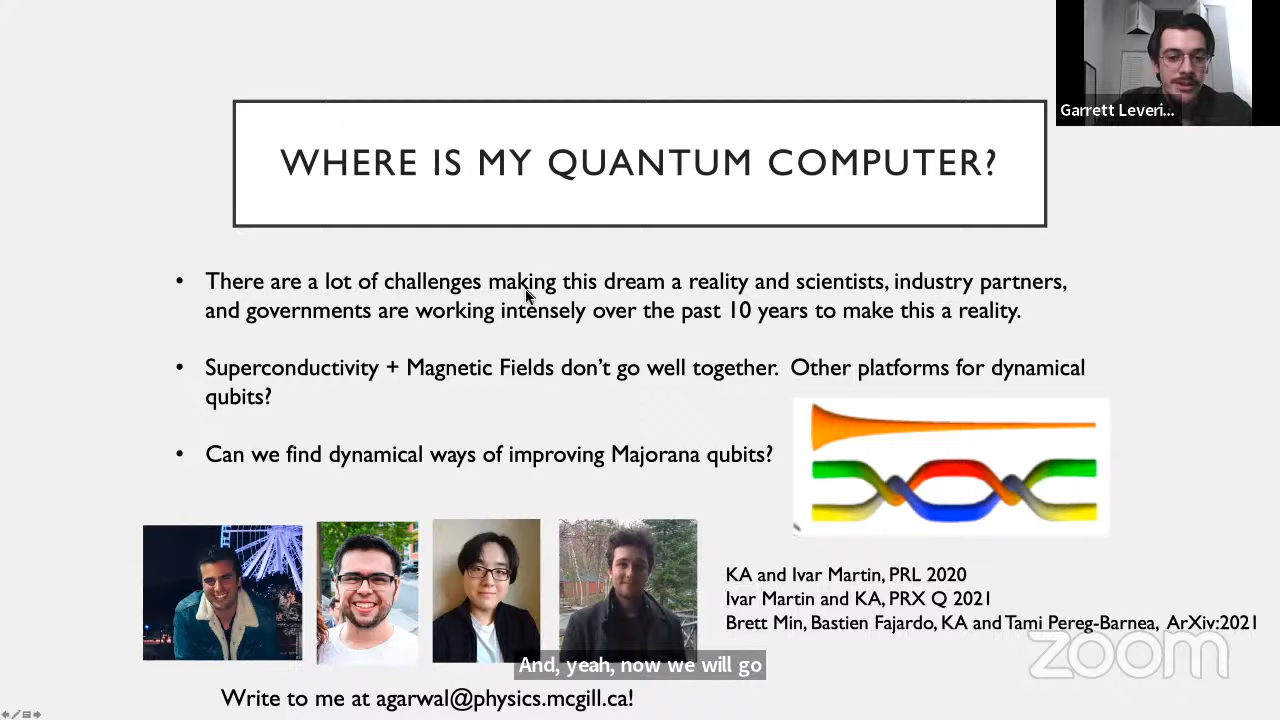 Garrett Leveri...
WHERE IS MY QUANTUM COMPUTER?
• There are a lot of challenges making this dream a reality and scientists, industry partners,
and governments are working intensely over the past 10 years to make this a reality.
• Superconductivity + Magnetic Fields don't go well together. Other platforms for dynamical
qubits?
• Can we find dynamical ways of improving Majorana qubits?
KA and Ivar Martin, PRL 2020
Ivar Martin and KA, PRX Q 2021
Brett Min, Bastien Fajardo, KA and Tami Pereg-Barnea, ArXiv:2021
zoom
And, yeah, now we will go
Write to me at agarwal@physics.mcgill.ca!